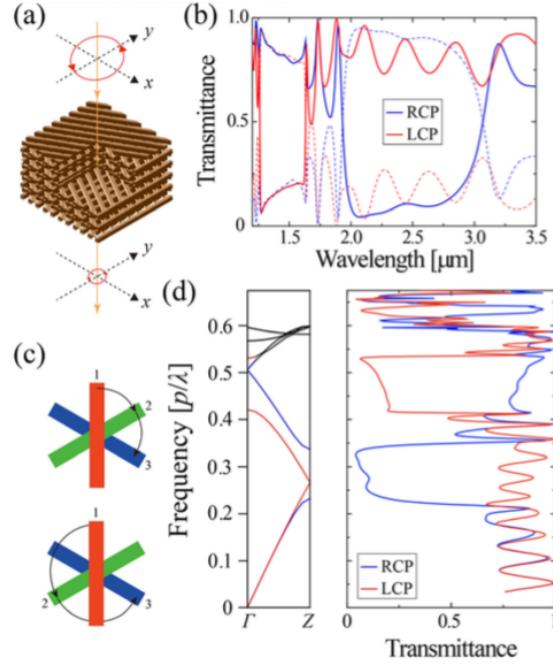 (a)
y
x
y
x
(b)
Transmittance
1.0
0.5
0
RCP
LCP
1.5 2.0 2.5 3.0 3.5
Wavelength [μm]
(c)
1
2
3
1
2
3
(d)
Frequency [p/λ]
0.6
0.5
0.4
0.3
0.2
0.1
0
Γ Z
RCP
LCP
0 0.5 1
Transmittance